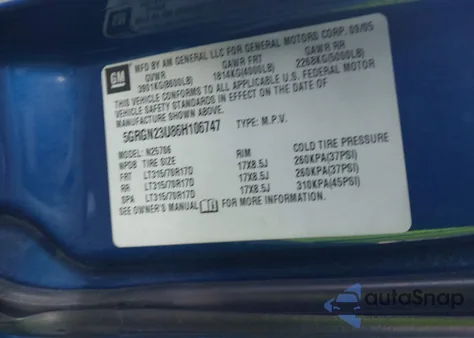 GM
MFD BY AM GENERAL LLC FOR GENERAL MOTORS CORP. 09/05
GVWR GAWR FRT GAWR RR
3901KG(8600LB) 1814KG(4000LB) 2268KG(5000LB)
THIS VEHICLE CONFORMS TO ALL APPLICABLE U.S. FEDERAL MOTOR
VEHICLE SAFETY STANDARDS IN EFFECT ON THE DATE OF
MANUFACTURE SHOWN ABOVE.
5GRGN23U86H106747 TYPE: M.P.V.
MODEL: N25706
WPDB TIRE SIZE RIM COLD TIRE PRESSURE
FRT LT315/70R17D 17X8.5J 260KPA(37PSI)
RR LT315/70R17D 17X8.5J 260KPA(37PSI)
SPA LT315/70R17D 17X8.5J 310KPA(45PSI)
SEE OWNER'S MANUAL FOR MORE INFORMATION.
autoSnap